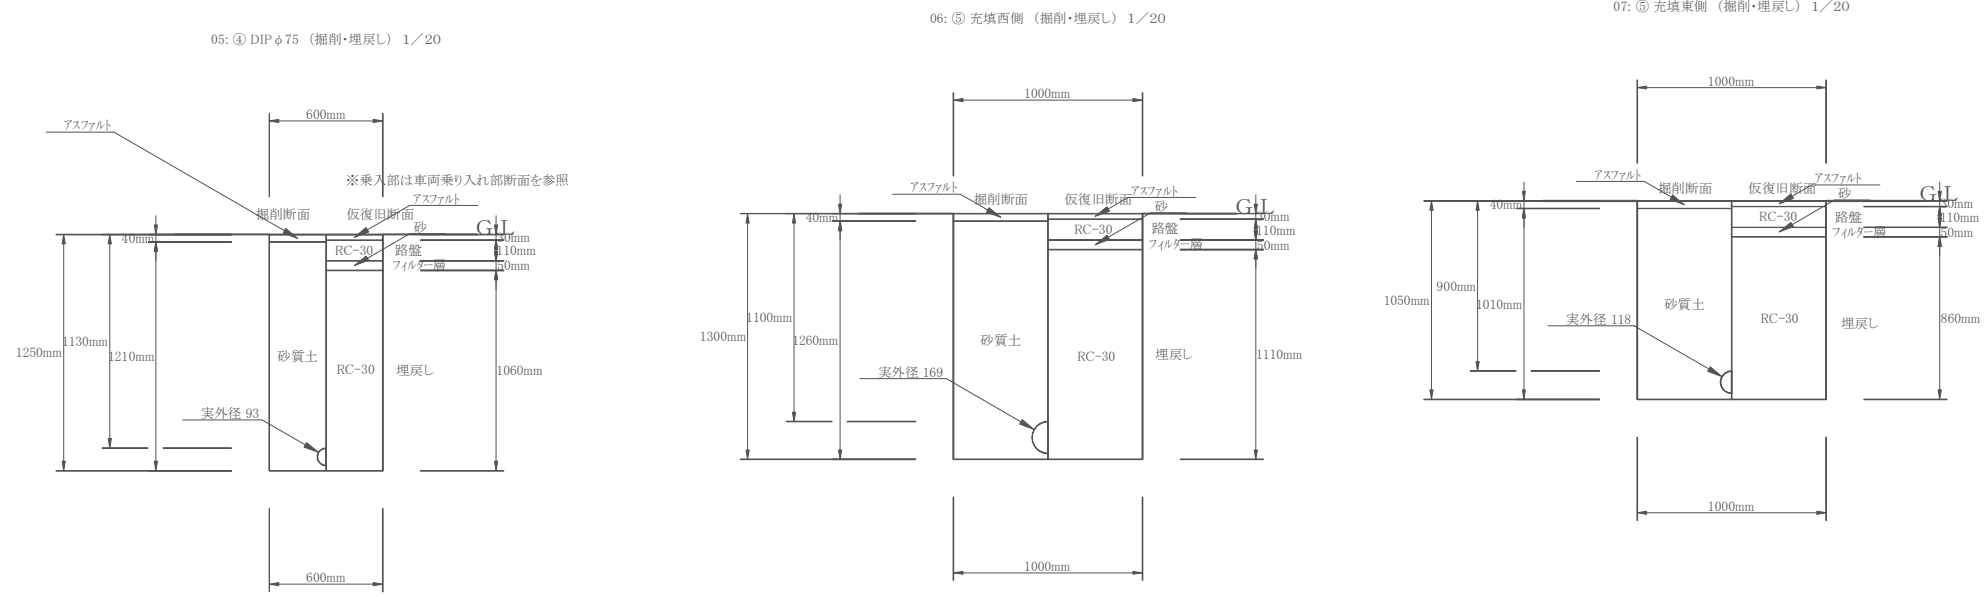 05: ④ DIPφ75 （掘削・埋戻し） 1／20
600mm
アスファルト
※乗入部は車両乗り入れ部断面を参照
アスファルト
掘削断面
仮復旧断面
砂
G.L
40mm
30mm
RC-30
路盤
110mm
フィルター層
50mm
1250mm
1130mm
1210mm
砂質土
RC-30
埋戻し
1060mm
実外径 93
600mm
06: ⑤ 充填西側 （掘削・埋戻し） 1／20
1000mm
アスファルト
アスファルト
掘削断面
仮復旧断面
砂
G.L
40mm
30mm
RC-30
路盤
110mm
フィルター層
50mm
1300mm
1100mm
1260mm
砂質土
RC-30
埋戻し
1110mm
実外径 169
1000mm
07: ⑤ 充填東側 （掘削・埋戻し） 1／20
1000mm
アスファルト
アスファルト
掘削断面
仮復旧断面
砂
G.L
40mm
30mm
RC-30
路盤
110mm
フィルター層
50mm
1050mm
900mm
1010mm
砂質土
RC-30
埋戻し
860mm
実外径 118
1000mm